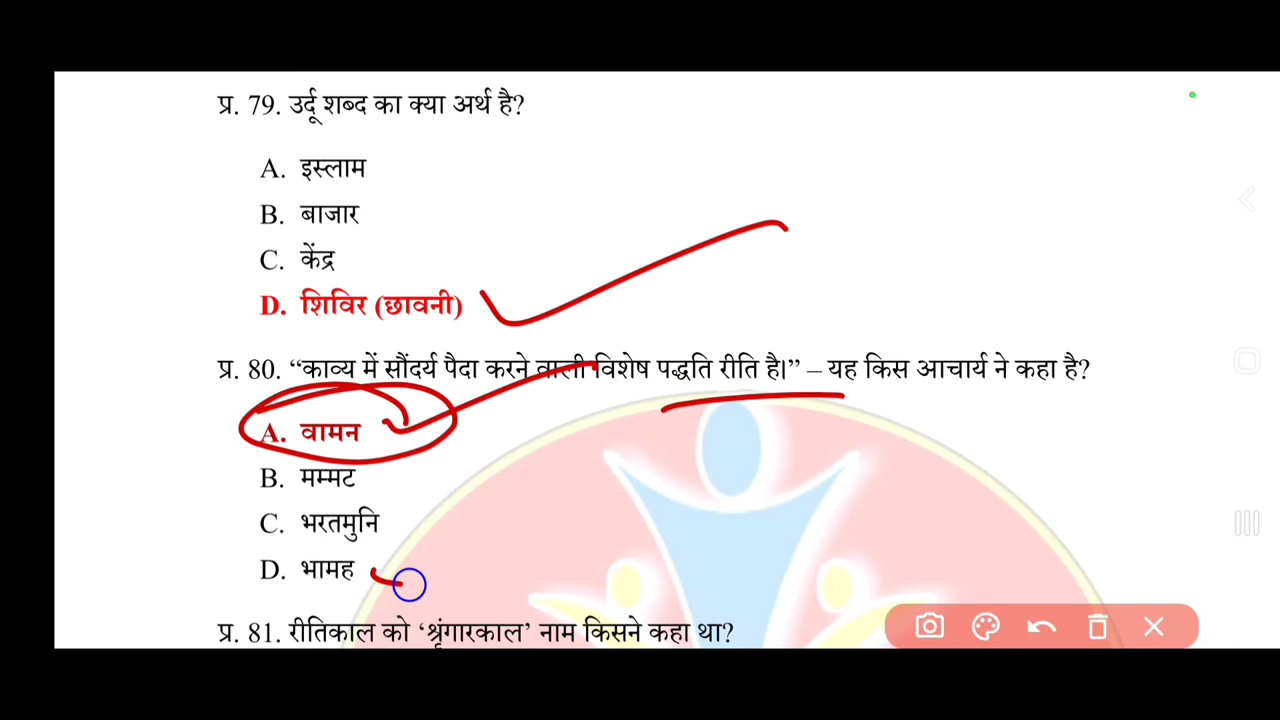 प्र. 79. उर्दू शब्द का क्या अर्थ है?
A. इस्लाम
B. बाजार
C. केंद्र
D. शिविर (छावनी)
प्र. 80. “काव्य में सौंदर्य पैदा करने वाली विशेष पद्धति रीति है।” – यह किस आचार्य ने कहा है?
A. वामन
B. मम्मट
C. भरतमुनि
D. भामह
प्र. 81. रीतिकाल को ‘श्रृंगारकाल’ नाम किसने कहा था?